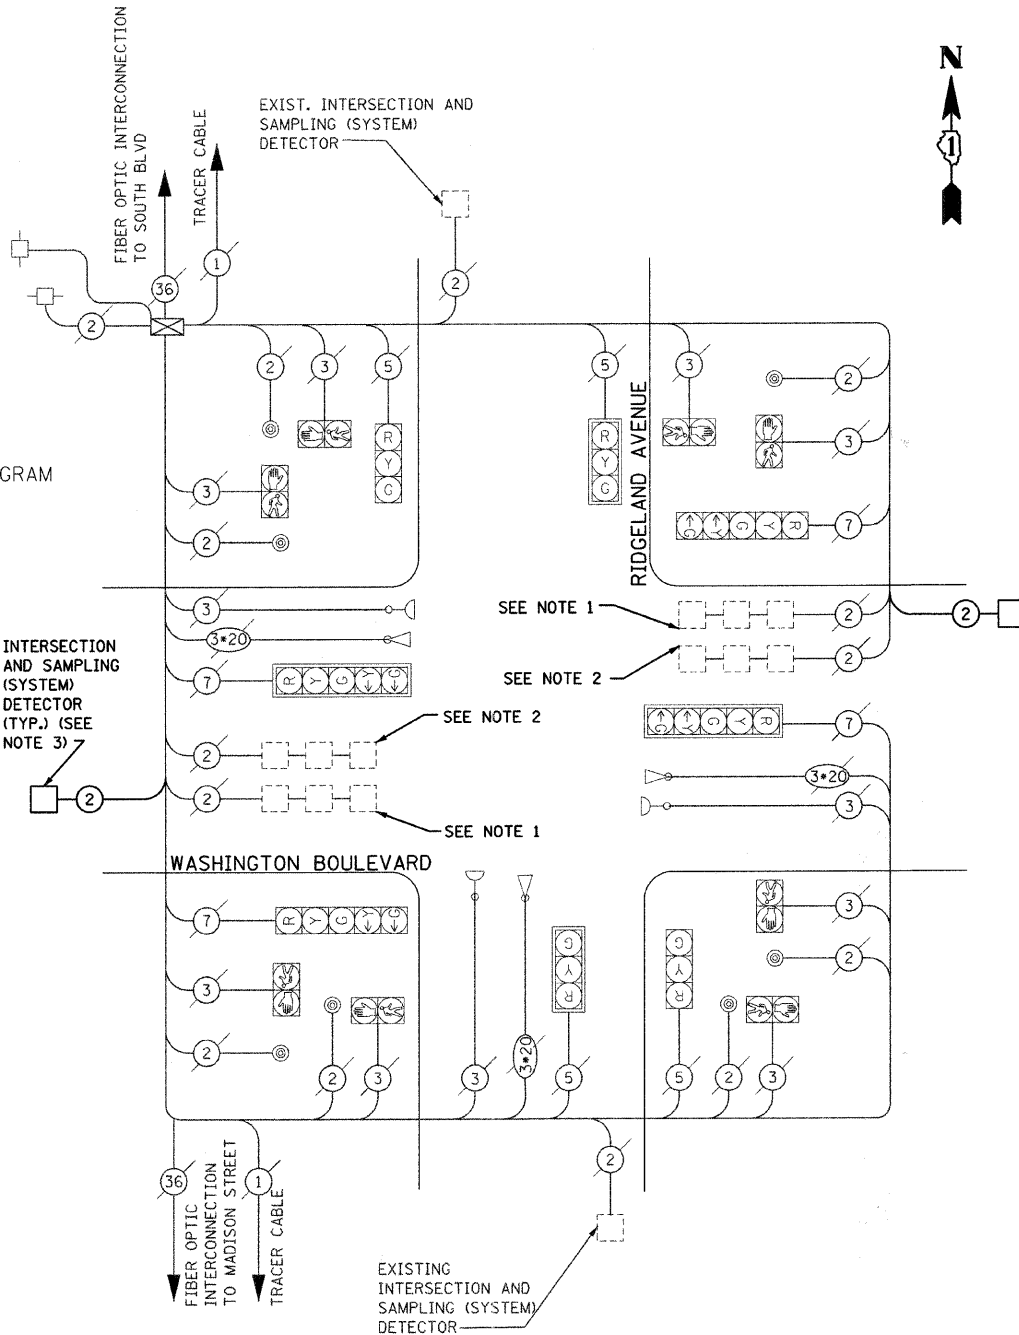 FIBER OPTIC INTERCONNECTION
TO SOUTH BLVD
TRACER CABLE
EXIST. INTERSECTION AND
SAMPLING (SYSTEM)
DETECTOR
N
1
36
1
2
2
2
3
5
5
3
2
R
Y
G
R
Y
G
RIDGELAND AVENUE
3
GRAM
3
2
←G ←Y G Y R
7
3
3*20
7
R Y G ←Y ←G
SEE NOTE 1
2
2
SEE NOTE 2
2
INTERSECTION
AND SAMPLING
(SYSTEM)
DETECTOR
(TYP.) (SEE
NOTE 3)
2
2
SEE NOTE 2
2
SEE NOTE 1
←G ←Y G Y R
7
3*20
3
WASHINGTON BOULEVARD
7
R Y G ←Y ←G
3
2
2
3
3
3*20
G
Y
R
5
G
Y
R
5
2
3
3
2
36
1
2
FIBER OPTIC
INTERCONNECTION
TO MADISON STREET
TRACER CABLE
EXISTING
INTERSECTION AND
SAMPLING (SYSTEM)
DETECTOR